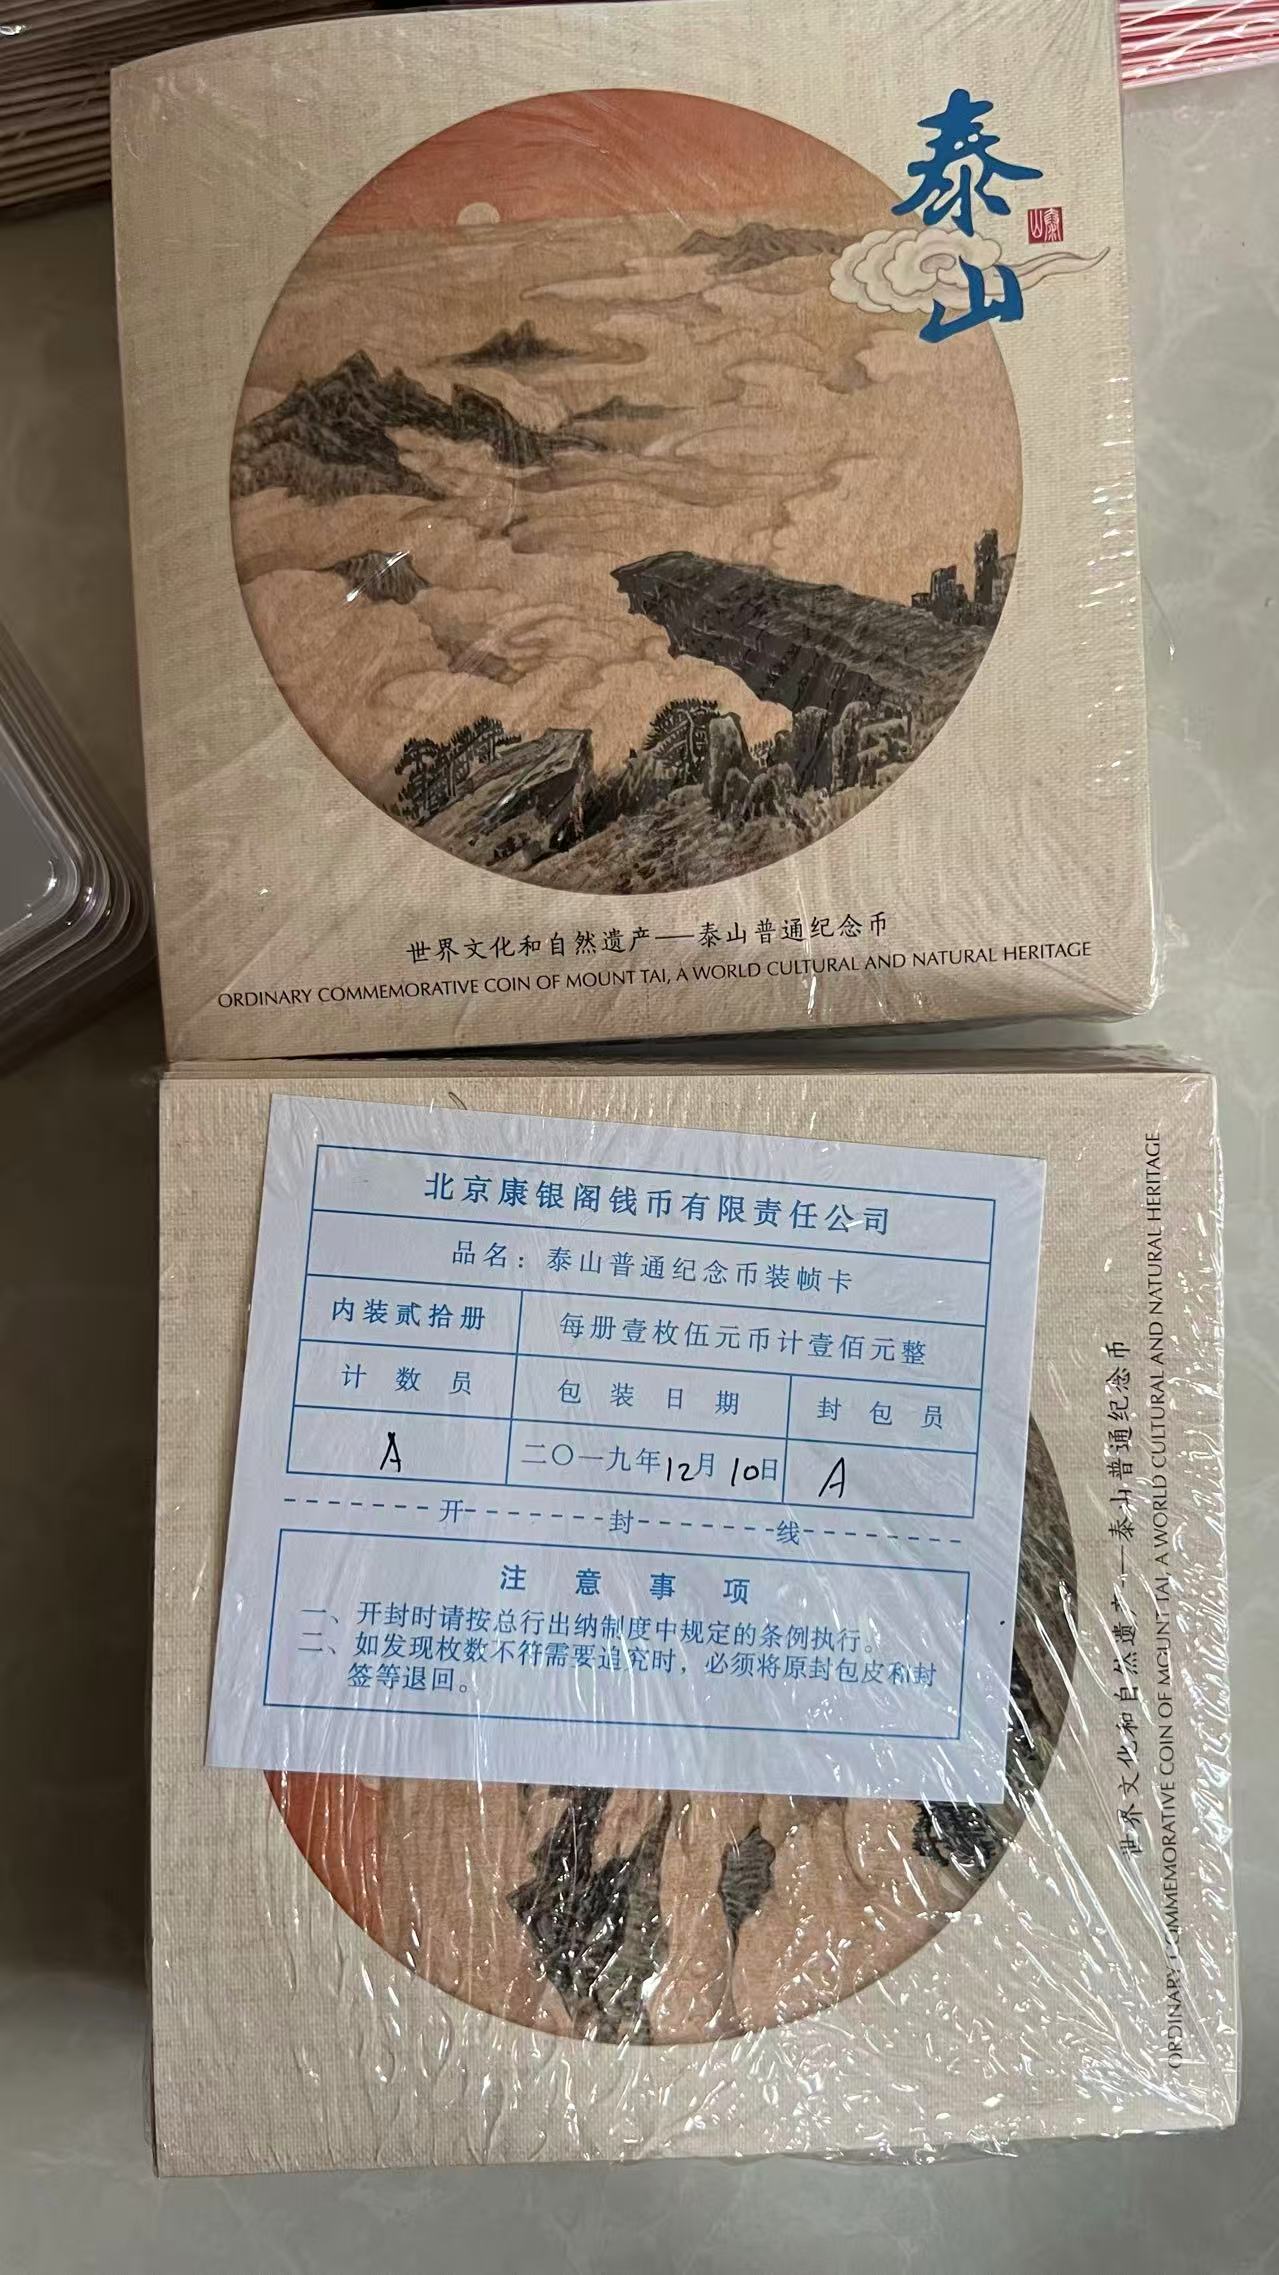 泰山
泰山
世界文化和自然遗产——泰山普通纪念币
ORDINARY COMMEMORATIVE COIN OF MOUNT TAI, A WORLD CULTURAL AND NATURAL HERITAGE
北京康银阁钱币有限责任公司
品名：泰山普通纪念币装帧卡
内装贰拾册 每册壹枚伍元币计壹佰元整
计数员 包装日期 封包员
A 二〇一九年12月10日 A
开封线
注意事项
一、开封时请按总行出纳制度中规定的条例执行。
二、如发现枚数不符需要追究时，必须将原封包皮和封
签等退回。
世界文化和自然遗产——泰山普通纪念币
ORDINARY COMMEMORATIVE COIN OF MOUNT TAI, A WORLD CULTURAL AND NATURAL HERITAGE